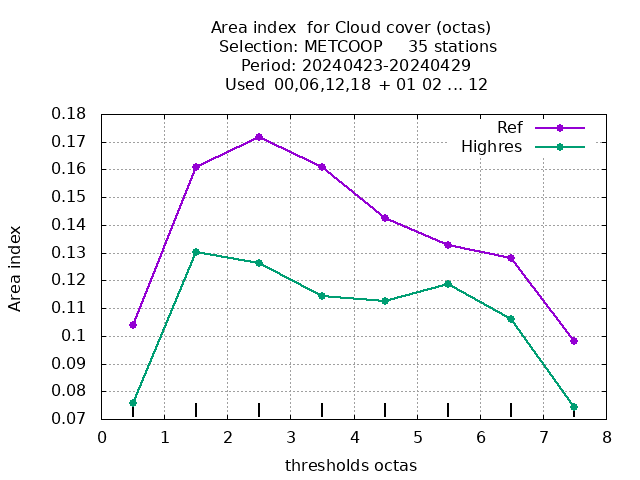 Area index  for Cloud cover (octas)
Selection: METCOOP     35 stations
Period: 20240423-20240429
Used  00,06,12,18 + 01 02 ... 12
0.18
0.17
0.16
0.15
0.14
0.13
0.12
0.11
0.1
0.09
0.08
0.07
Ref
Highres
Area index
0 1 2 3 4 5 6 7 8
thresholds octas